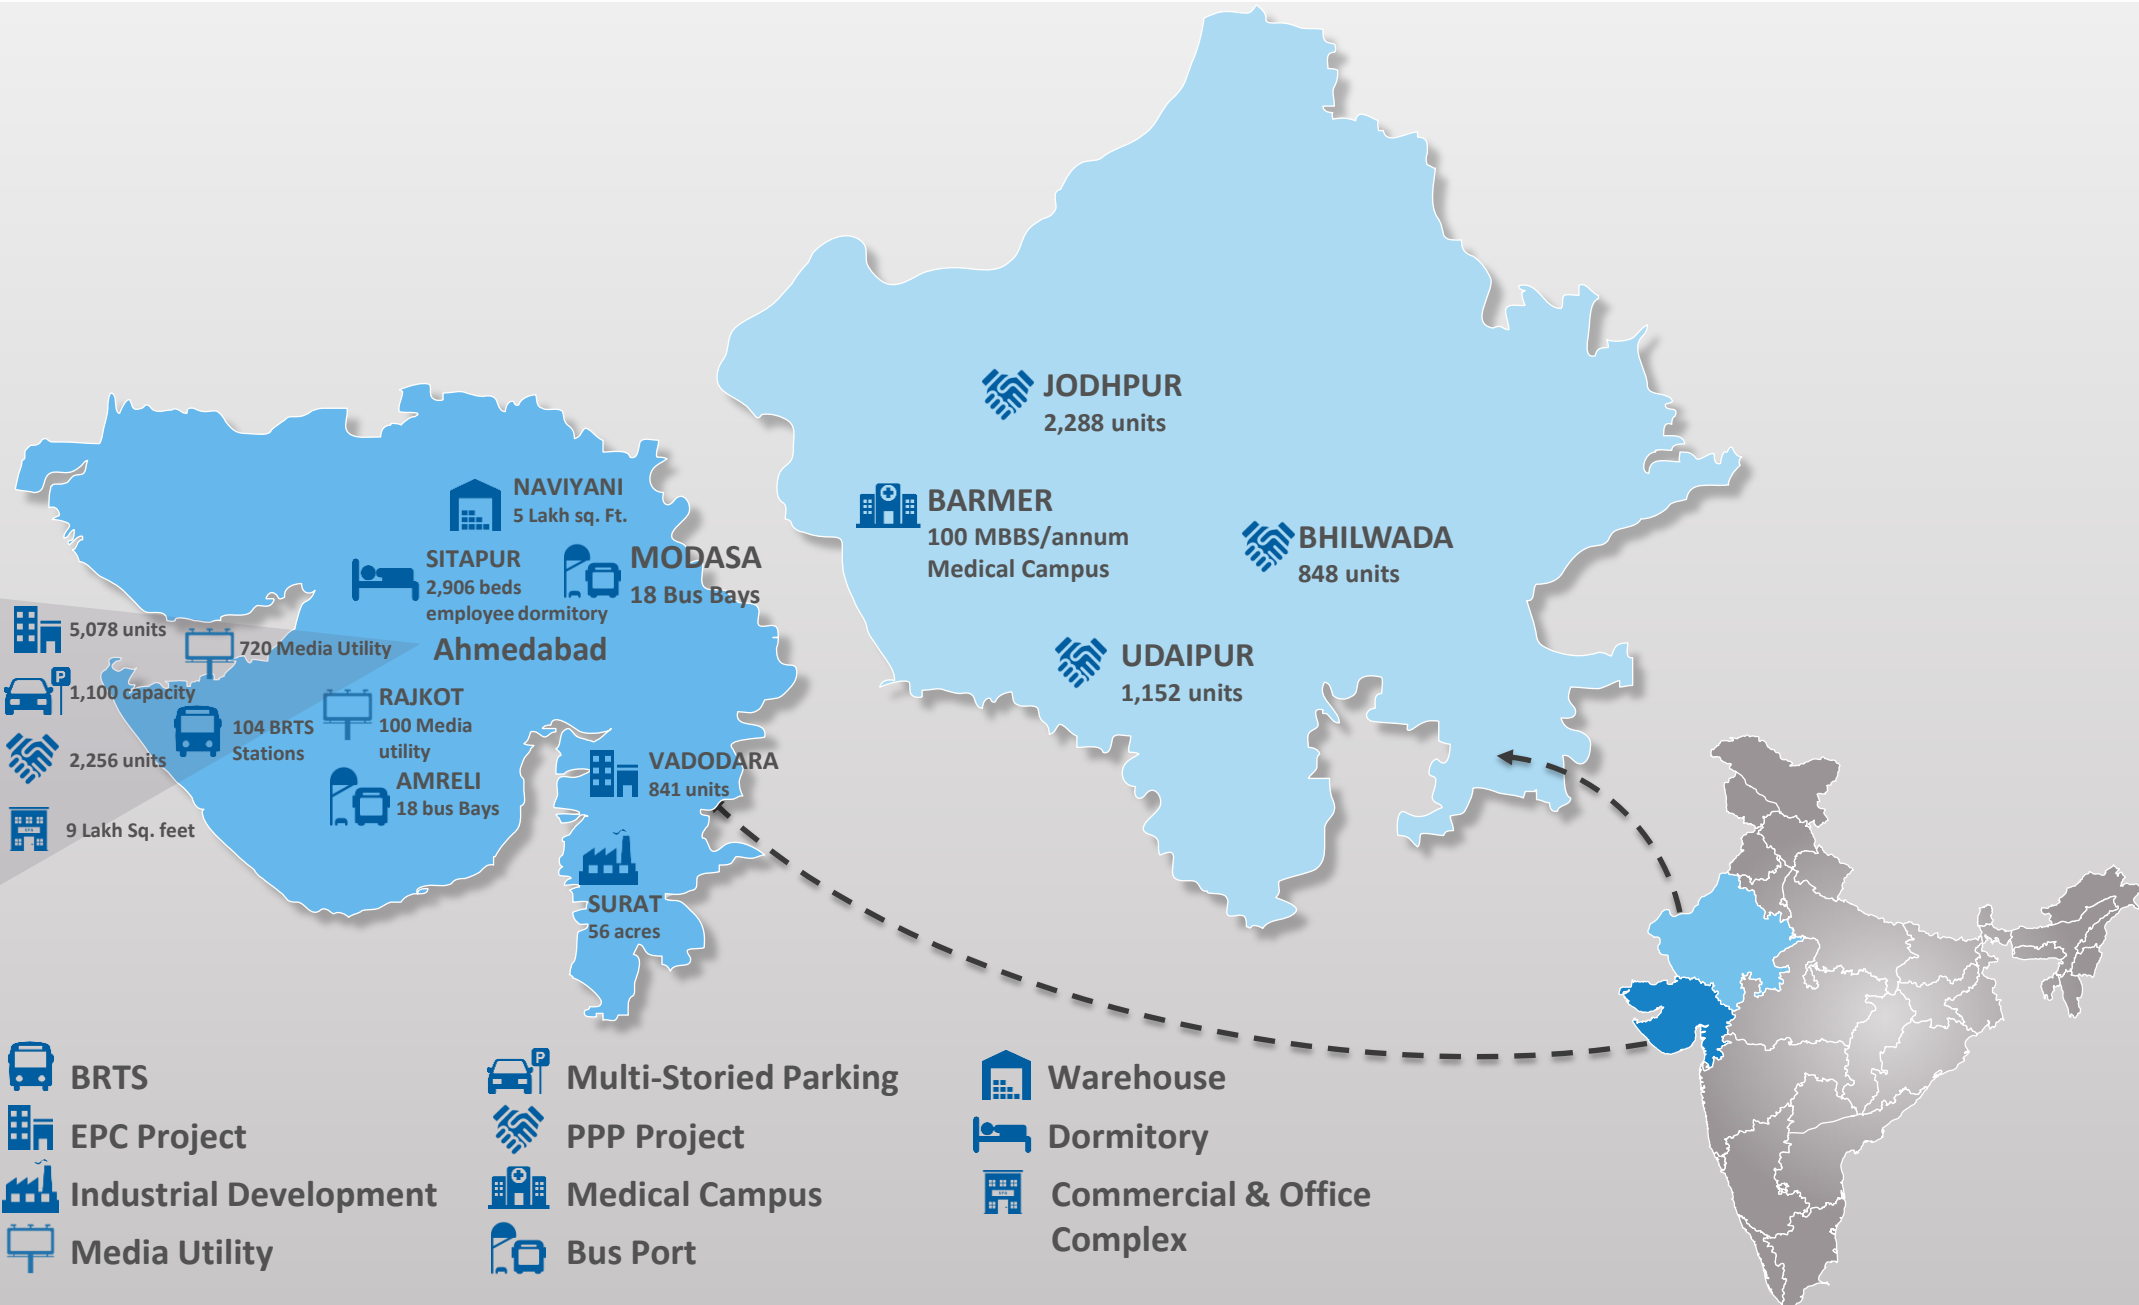 JODHPUR
2,288 units
BARMER
100 MBBS/annum
Medical Campus
BHILWADA
848 units
UDAIPUR
1,152 units
NAVIYANI
5 Lakh sq. Ft.
SITAPUR
2,906 beds
employee dormitory
MODASA
18 Bus Bays
Ahmedabad
5,078 units
720 Media Utility
1,100 capacity
104 BRTS
Stations
2,256 units
9 Lakh Sq. feet
RAJKOT
100 Media
utility
AMRELI
18 bus Bays
VADODARA
841 units
SURAT
56 acres
BRTS
EPC Project
Industrial Development
Media Utility
P
Multi-Storied Parking
PPP Project
Medical Campus
Bus Port
Warehouse
Dormitory
Commercial & Office
Complex